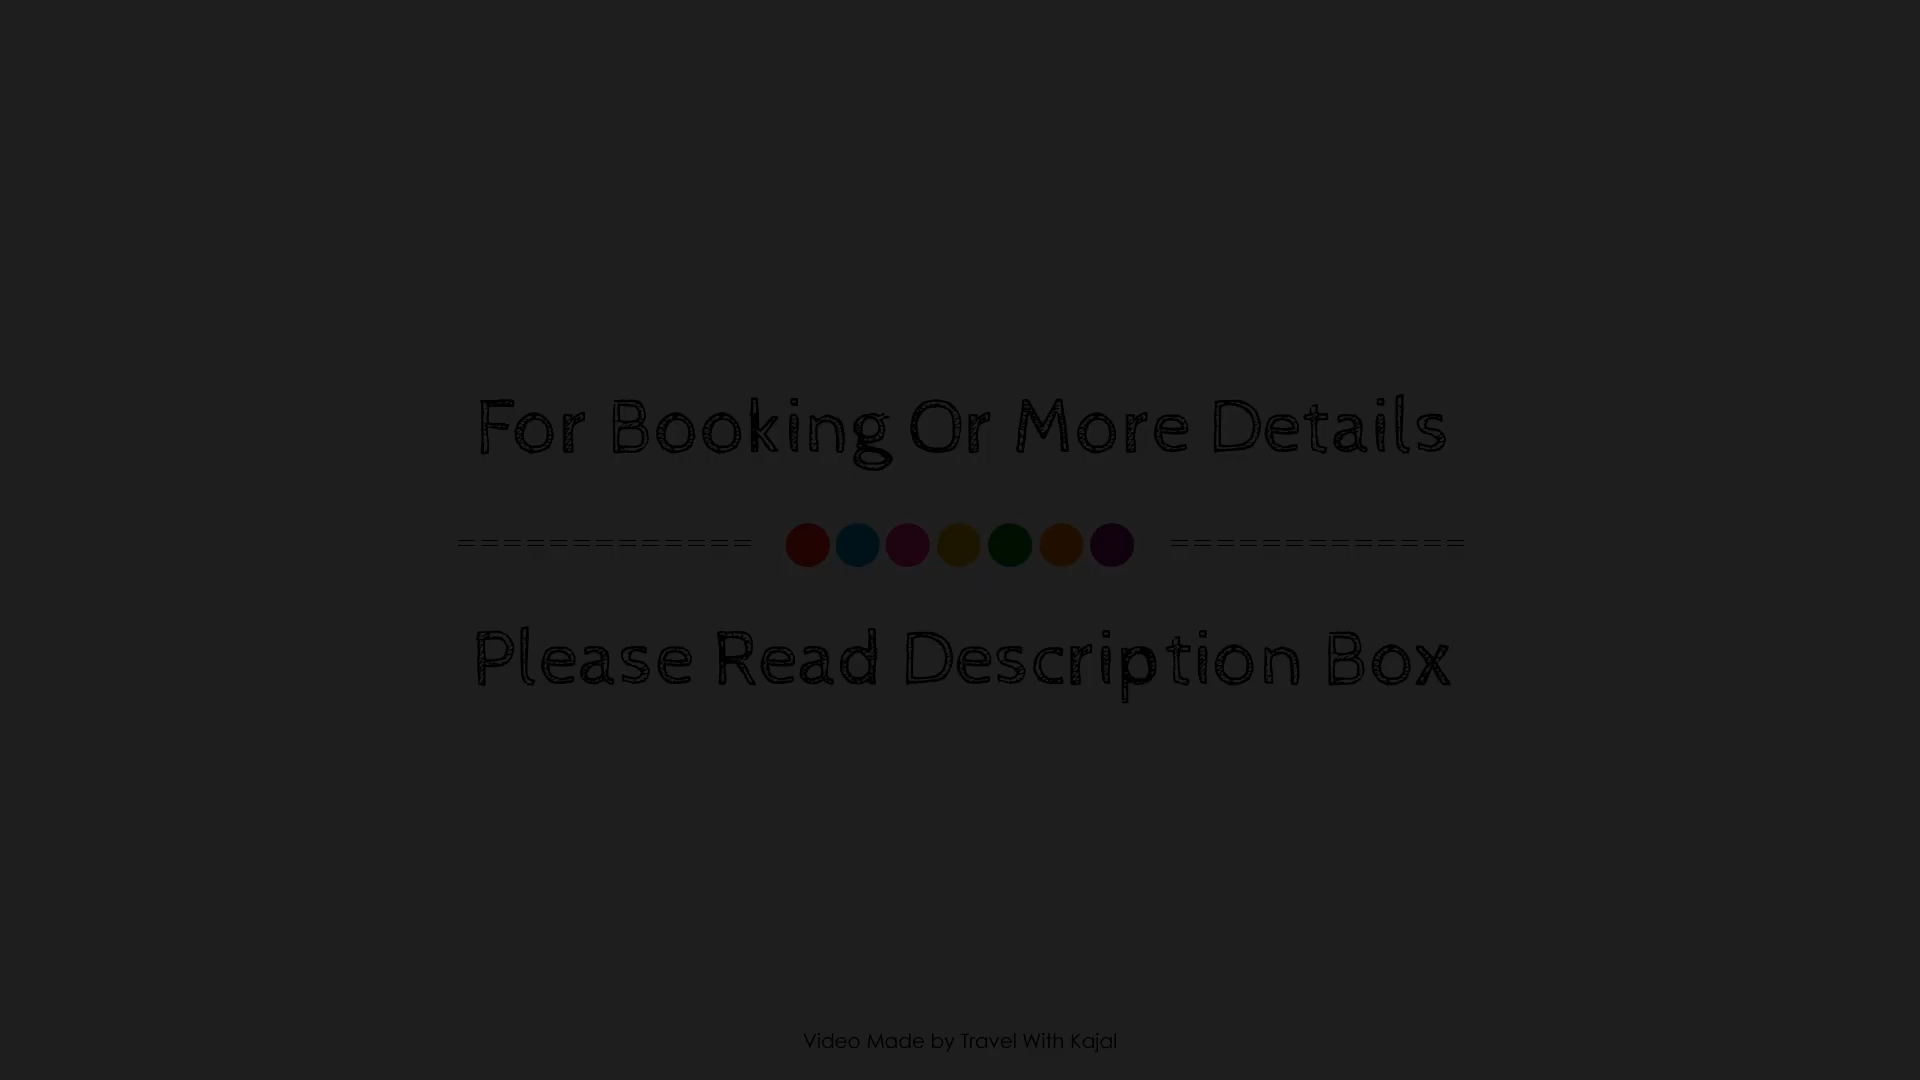 For Booking Or More Details
============= =============
Please Read Description Box
Video Made by Travel With Kajal